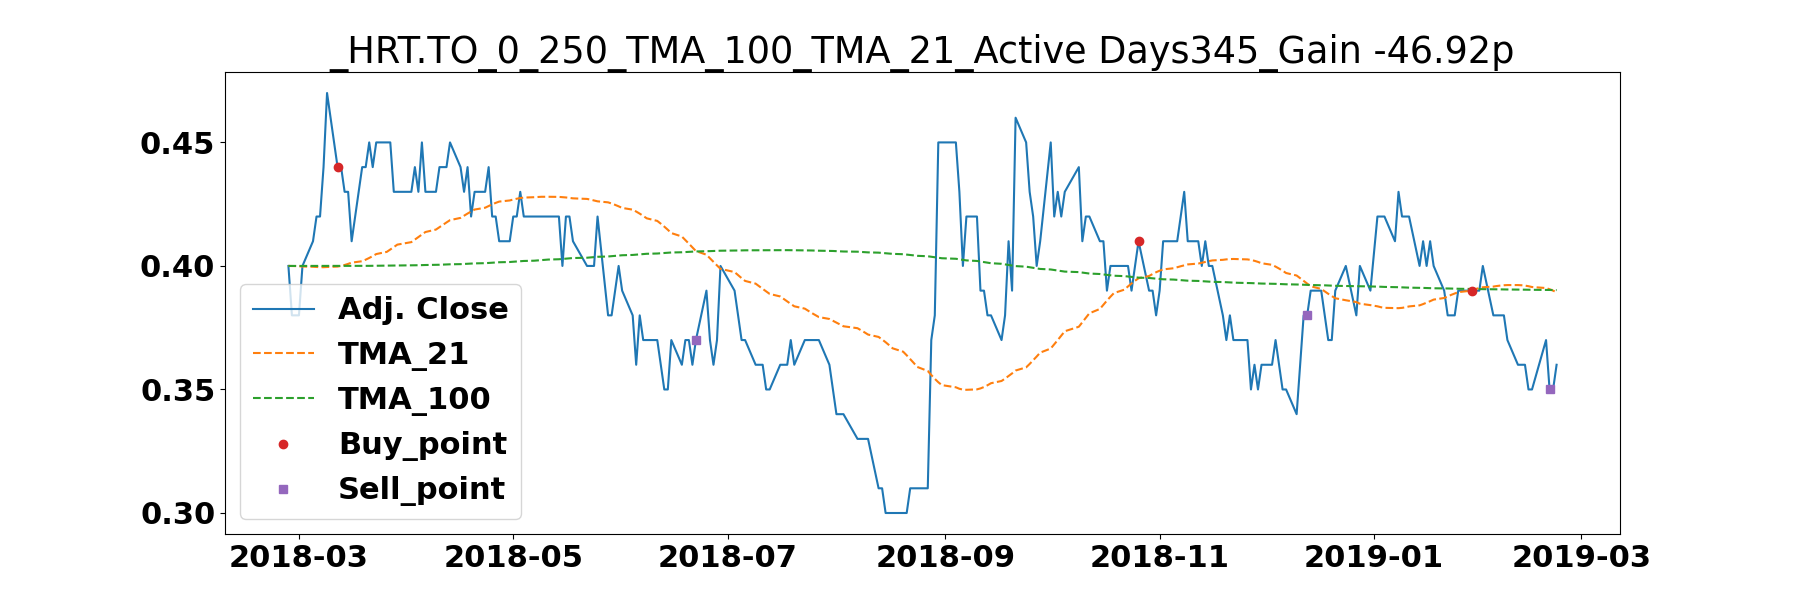 _HRT.TO_0_250_TMA_100_TMA_21_Active Days345_Gain -46.92p
0.45
0.40
0.35
0.30
Adj. Close
TMA_21
TMA_100
Buy_point
Sell_point
2018-03 2018-05 2018-07 2018-09 2018-11 2019-01 2019-03